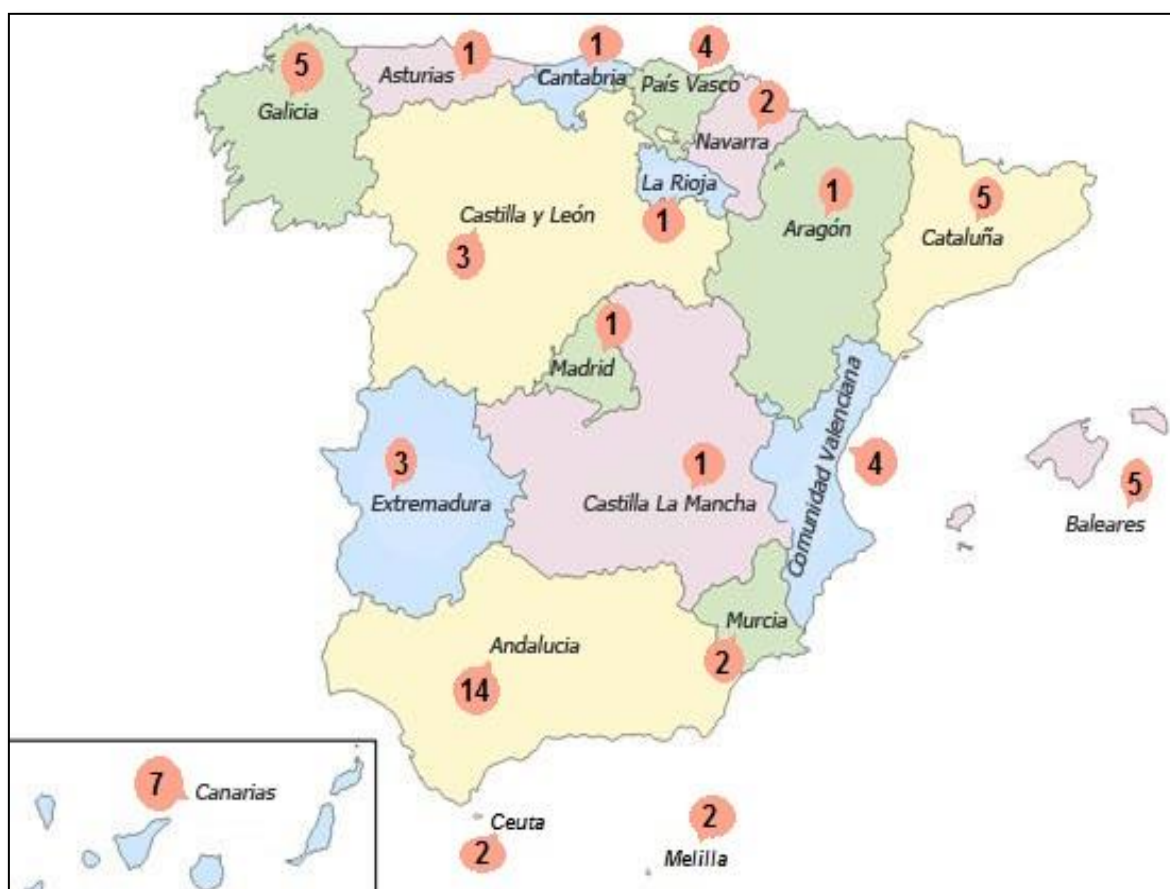 1
1
4
5
Asturias
Cantabria
País Vasco
Galicia
2
Navarra
La Rioja
1
5
Castilla y León
1
Aragón
Cataluña
3
1
Madrid
Comunidad Valenciana
3
1
4
5
Extremadura
Castilla La Mancha
Baleares
Murcia
Andalucia
2
14
7
Canarias
Ceuta
2
2
Melilla